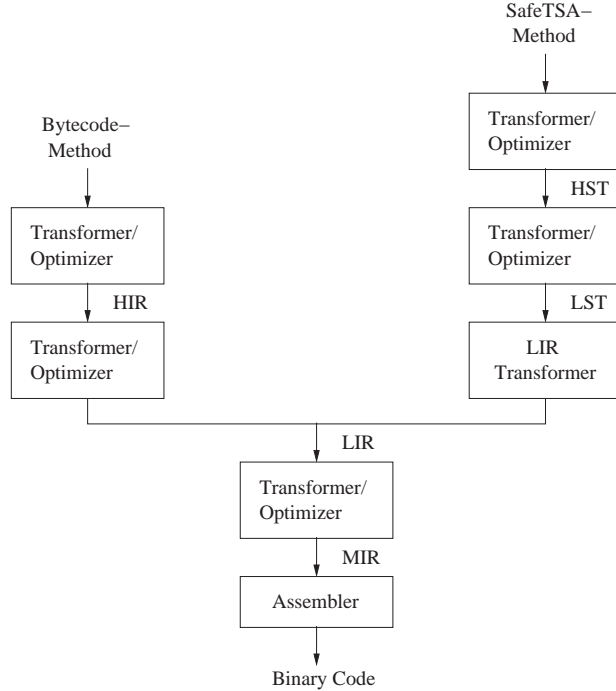 SafeTSA–
Method
Transformer/
Optimizer
HST
Bytecode–
Method
Transformer/
Optimizer
Transformer/
Optimizer
HIR
LST
Transformer/
Optimizer
LIR
Transformer
LIR
Transformer/
Optimizer
MIR
Assembler
Binary Code